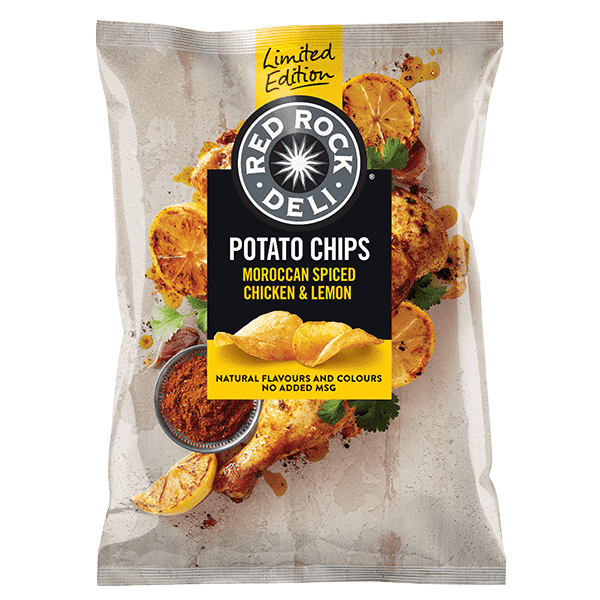 Limited
Edition
RED ROCK
DELI
®
POTATO CHIPS
MOROCCAN SPICED
CHICKEN & LEMON
NATURAL FLAVOURS AND COLOURS
NO ADDED MSG